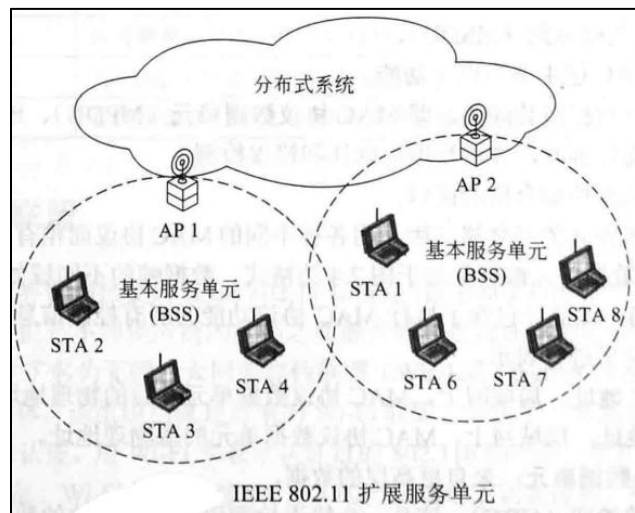 分布式系统
AP 2
AP 1
基本服务单元
(BSS)
STA 1
基本服务单元
(BSS)
STA 8
STA 2
STA 4
STA 6
STA 7
STA 3
IEEE 802.11 扩展服务单元